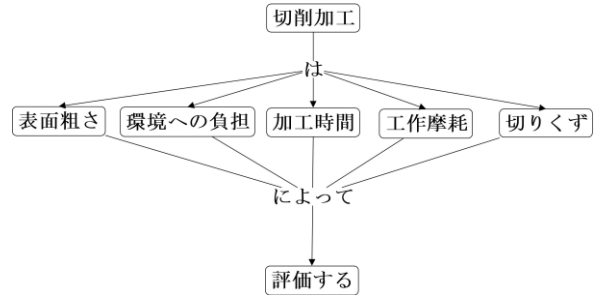 切削加工
は
表面粗さ 環境への負担 加工時間 工作摩耗 切りくず
によって
評価する